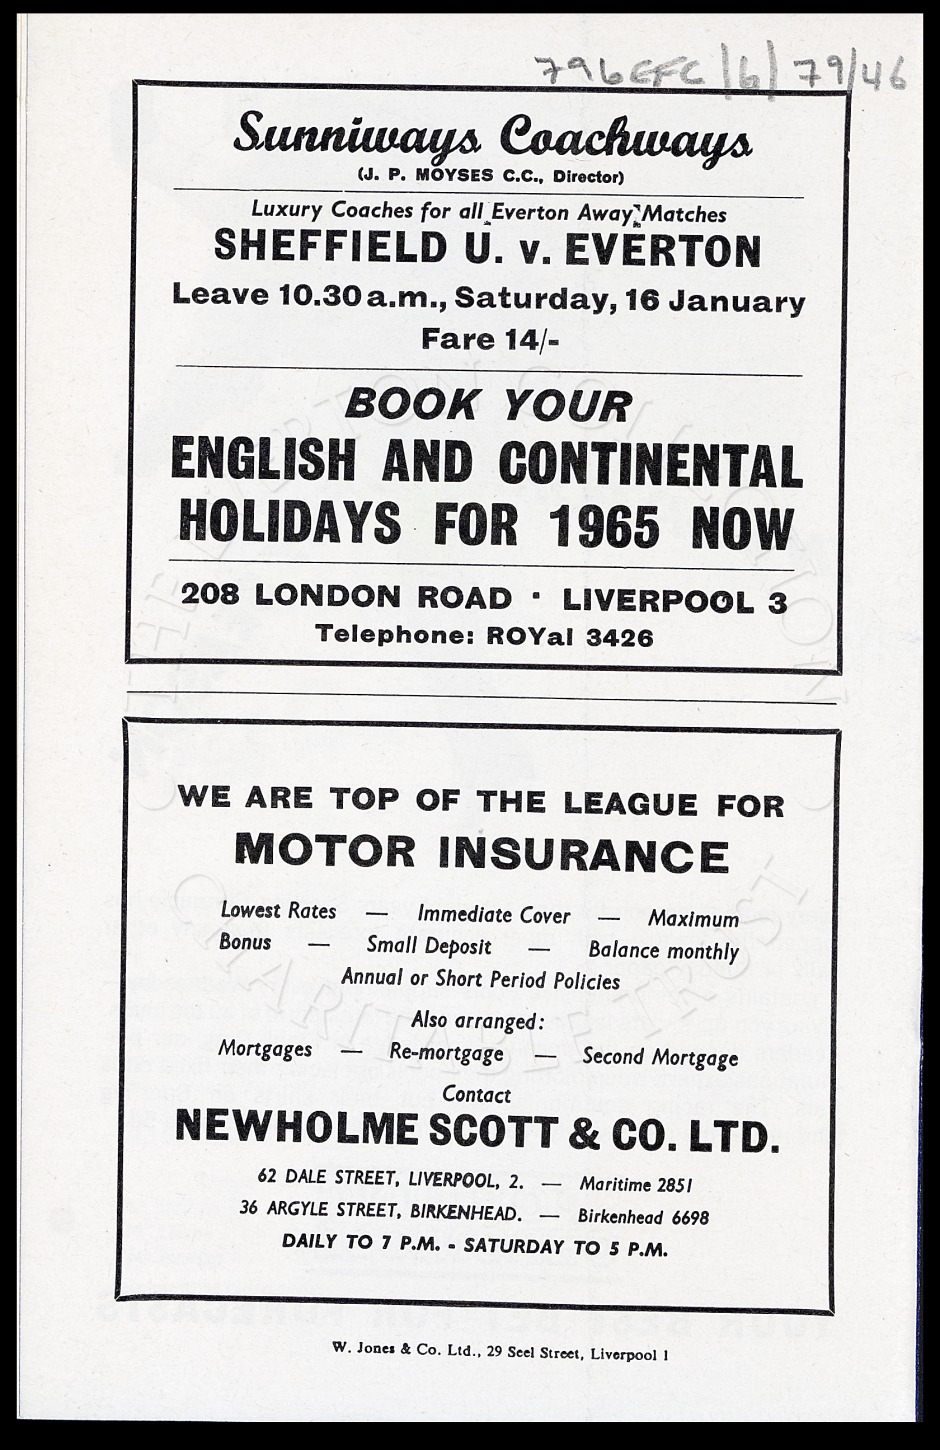 796EFC/6/79/46
Sunniways Coachways
(J. P. MOYSES C.C., Director)
Luxury Coaches for all Everton Away Matches
SHEFFIELD U. v. EVERTON
Leave 10.30 a.m., Saturday, 16 January
Fare 14/-
BOOK YOUR
ENGLISH AND CONTINENTAL
HOLIDAYS FOR 1965 NOW
208 LONDON ROAD · LIVERPOOL 3
Telephone: ROYal 3426
WE ARE TOP OF THE LEAGUE FOR
MOTOR INSURANCE
Lowest Rates — Immediate Cover — Maximum
Bonus — Small Deposit — Balance monthly
Annual or Short Period Policies
Also arranged:
Mortgages — Re-mortgage — Second Mortgage
Contact
NEWHOLME SCOTT & CO. LTD.
62 DALE STREET, LIVERPOOL, 2. — Maritime 2851
36 ARGYLE STREET, BIRKENHEAD. — Birkenhead 6698
DAILY TO 7 P.M. - SATURDAY TO 5 P.M.
W. Jones & Co. Ltd., 29 Seel Street, Liverpool 1
THE EVERTON COLLECTION
CHARITABLE TRUST